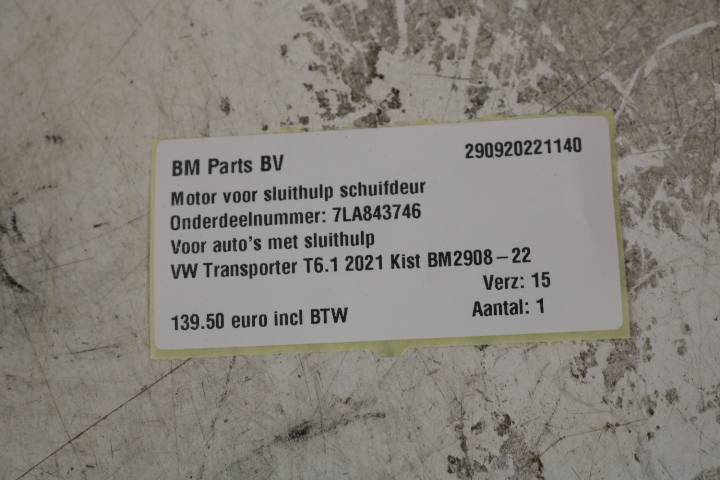 BM Parts BV 290920221140
Motor voor sluithulp schuifdeur
Onderdeelnummer: 7LA843746
Voor auto's met sluithulp
VW Transporter T6.1 2021 Kist BM2908-22
Verz: 15
139.50 euro incl BTW Aantal: 1